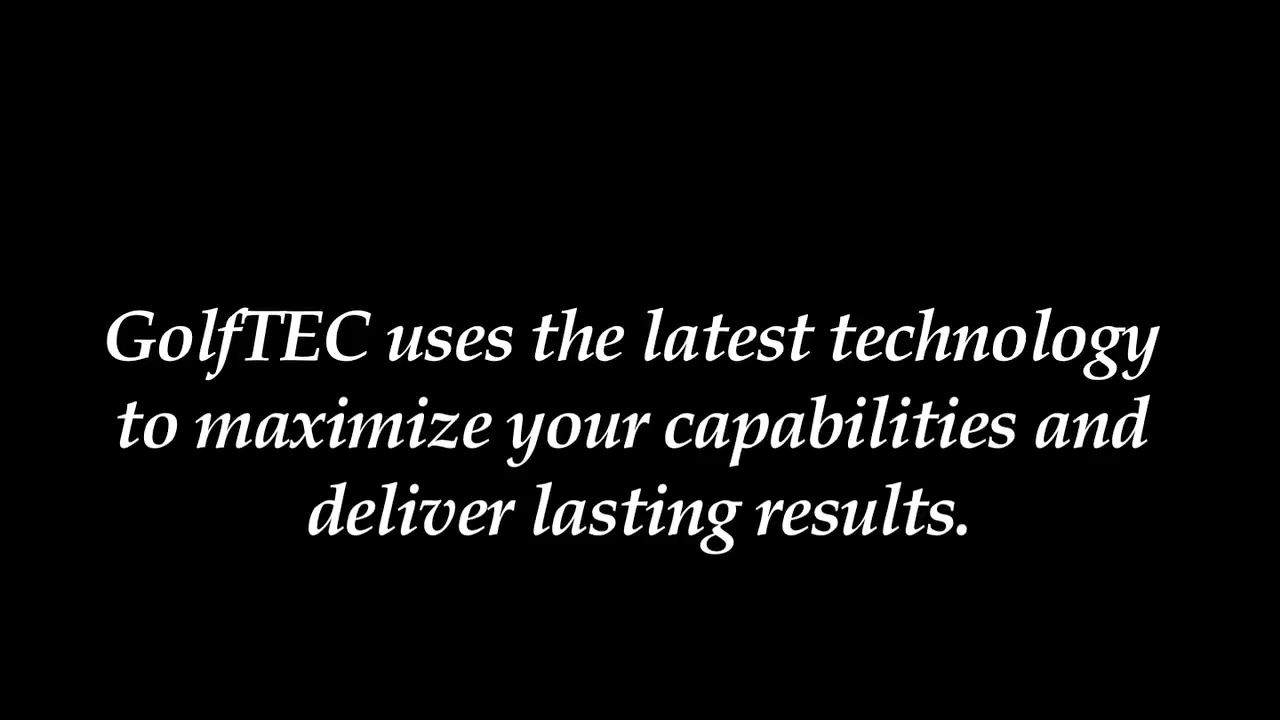 GolfTEC uses the latest technology
to maximize your capabilities and
deliver lasting results.